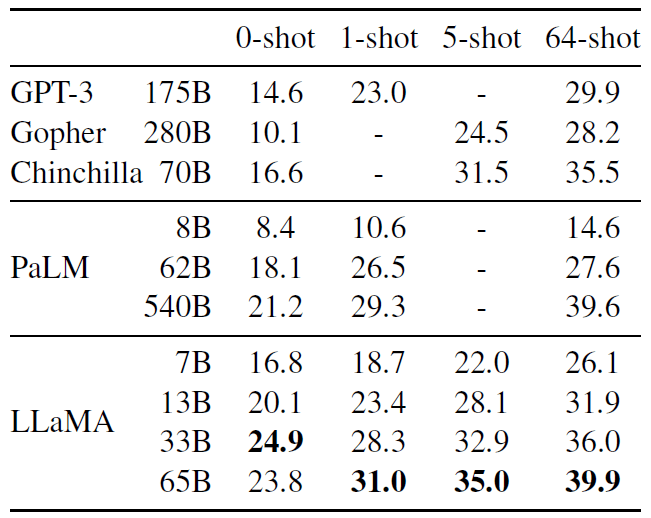 0-shot 1-shot 5-shot 64-shot
GPT-3 175B 14.6 23.0 - 29.9
Gopher 280B 10.1 - 24.5 28.2
Chinchilla 70B 16.6 - 31.5 35.5
8B 8.4 10.6 - 14.6
PaLM 62B 18.1 26.5 - 27.6
540B 21.2 29.3 - 39.6
7B 16.8 18.7 22.0 26.1
13B 20.1 23.4 28.1 31.9
LLaMA
33B 24.9 28.3 32.9 36.0
65B 23.8 31.0 35.0 39.9